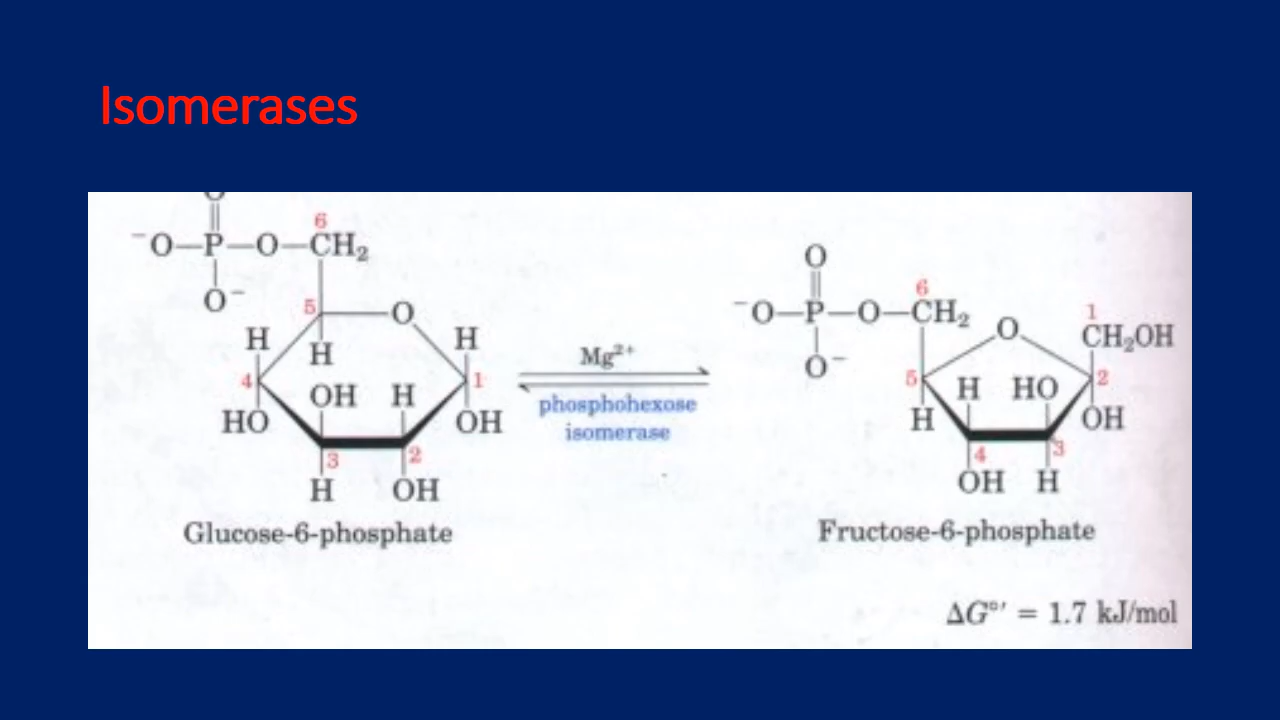 Isomerases
O
⁻O—P—O—CH₂
6
O⁻
5
O
H
H
H
4
1
OH
H
HO
OH
3
2
H
OH
Glucose-6-phosphate
Mg²⁺
phosphohexose
isomerase
O
6
1
⁻O—P—O—CH₂
O
CH₂OH
O⁻
5
2
H
HO
H
OH
4
3
OH
H
Fructose-6-phosphate
ΔG°′ = 1.7 kJ/mol